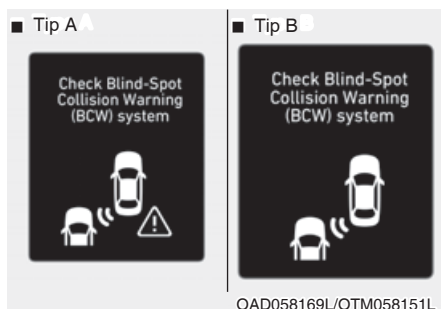 ■ Tip A
Check Blind-Spot
Collision Warning
(BCW) system
■ Tip B
Check Blind-Spot
Collision Warning
(BCW) system
OAD058169L/OTM058151L